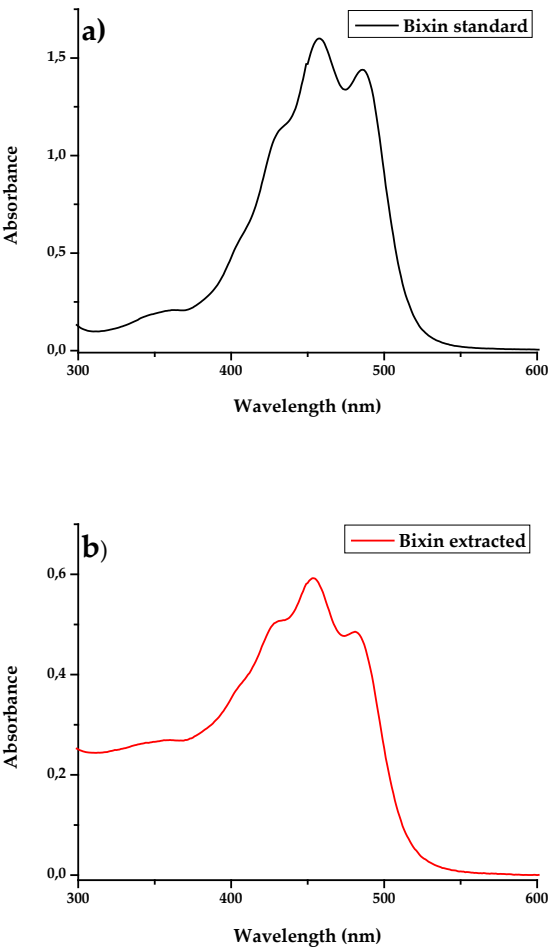 a)
Bixin standard
1,5
1,0
0,5
0,0
Absorbance
300 400 500 600
Wavelength (nm)
b)
Bixin extracted
0,6
0,4
0,2
0,0
Absorbance
300 400 500 600
Wavelength (nm)